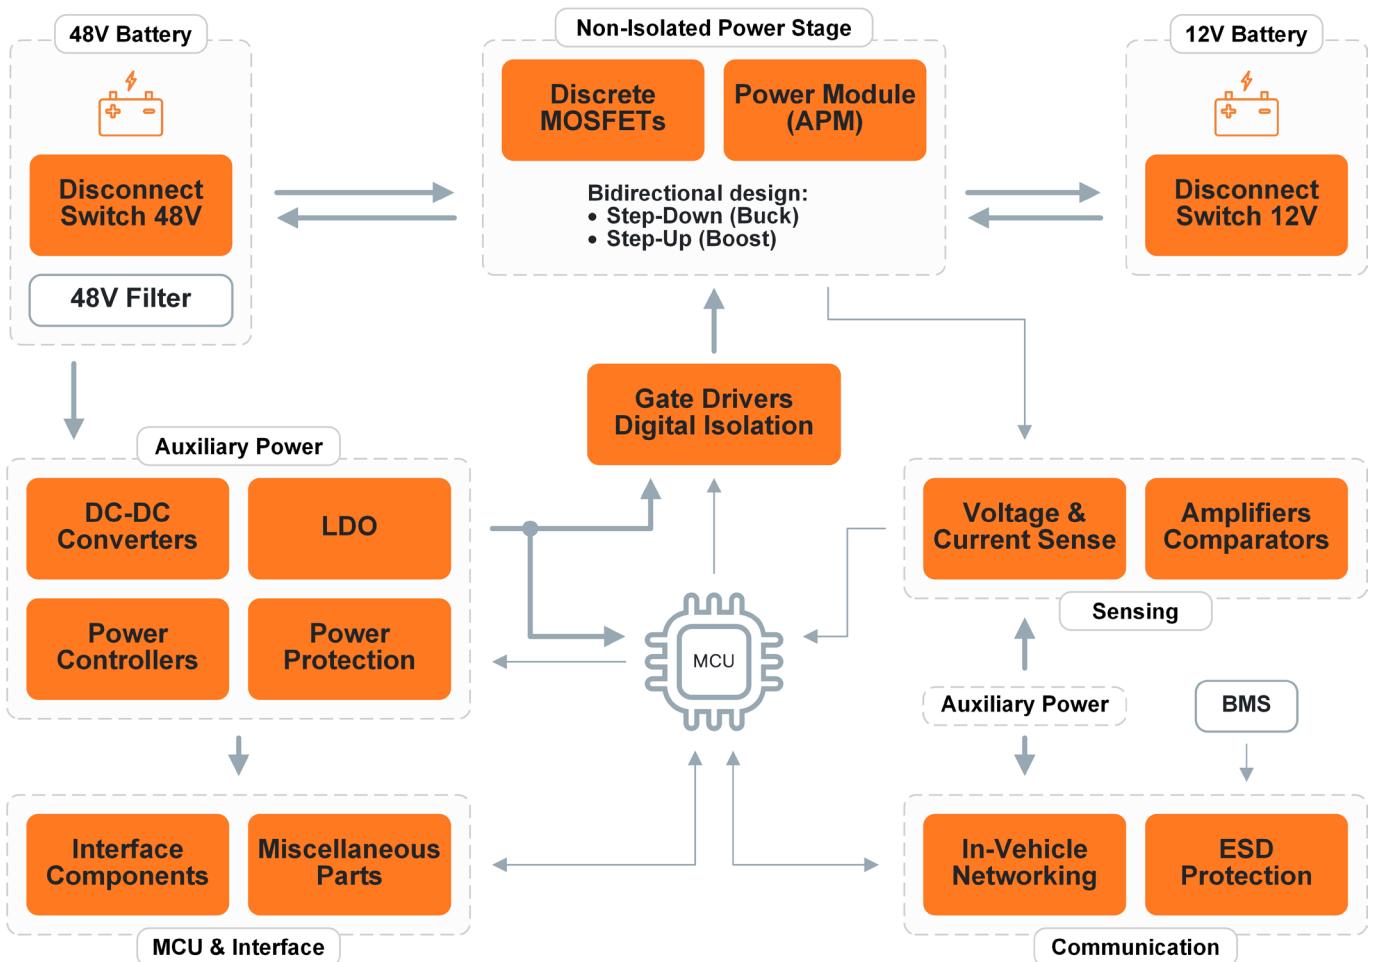 48V Battery
Disconnect
Switch 48V
48V Filter
Non-Isolated Power Stage
Discrete
MOSFETs
Power Module
(APM)
Bidirectional design:
• Step-Down (Buck)
• Step-Up (Boost)
12V Battery
Disconnect
Switch 12V
Gate Drivers
Digital Isolation
Auxiliary Power
DC-DC
Converters
LDO
Power
Controllers
Power
Protection
MCU
Voltage &
Current Sense
Amplifiers
Comparators
Sensing
Auxiliary Power
BMS
Interface
Components
Miscellaneous
Parts
MCU & Interface
In-Vehicle
Networking
ESD
Protection
Communication